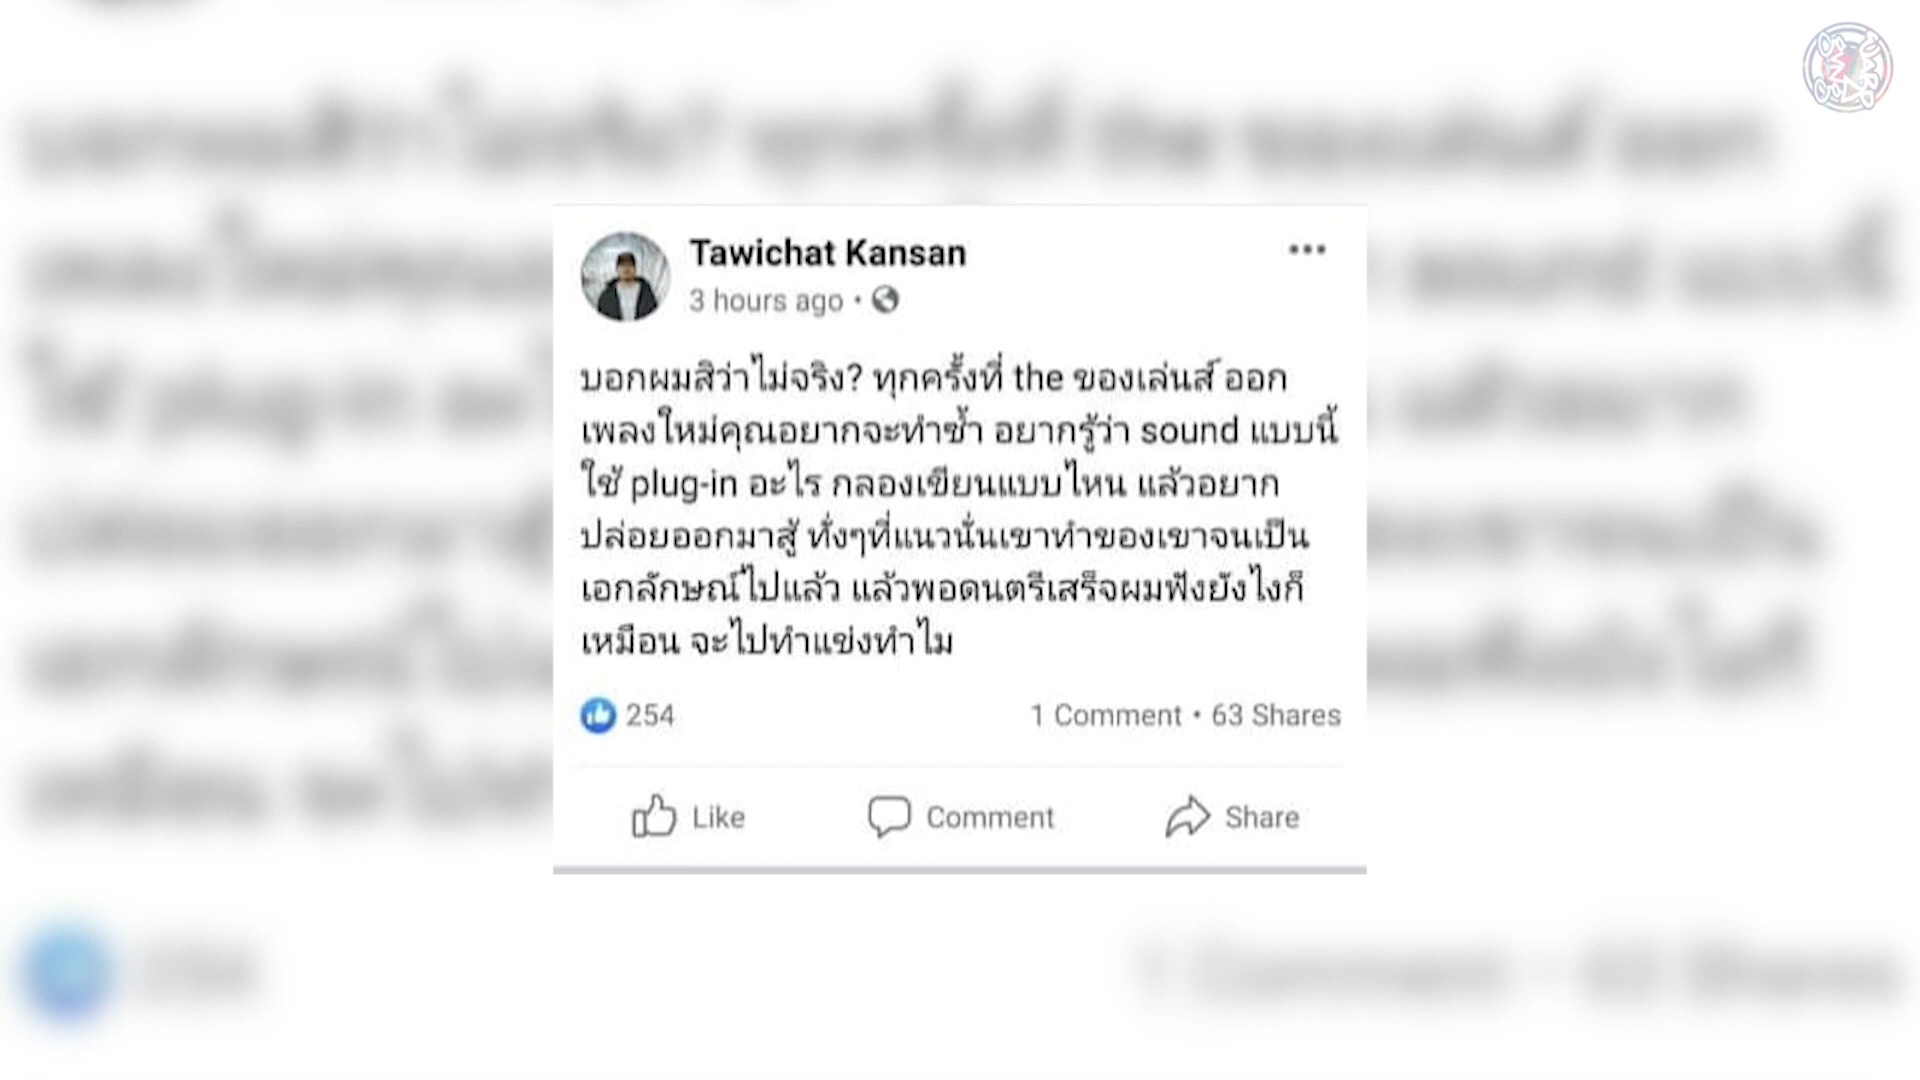 Tawichat Kansan
3 hours ago •
บอกผมสิว่าไม่จริง? ทุกครั้งที่ the ของเล่นส์ ออก
เพลงใหม่คุณอยากจะทำซ้ำ อยากรู้ว่า sound แบบนี้
ใช้ plug-in อะไร กลองเขียนแบบไหน แล้วอยาก
ปล่อยออกมาสู้ ทั่งๆที่แนวนั่นเขาทำของเขาจนเป็น
เอกลักษณ์ไปแล้ว แล้วพอดนตรีเสร็จผมฟังยังไงก็
เหมือน จะไปทำแข่งทำไม
254
1 Comment • 63 Shares
Like
Comment
Share